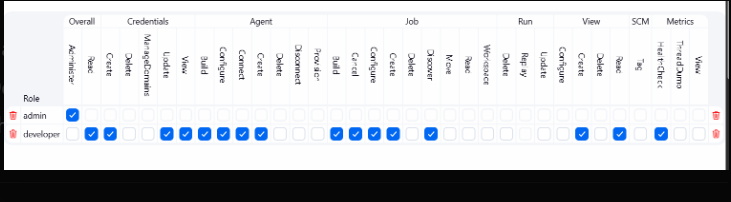 Overall Credentials Agent Job Run View SCM Metrics
Administer Read Create Delete ManageDomains Update View Build Configure Connect Create Delete Disconnect Provision Build Cancel Configure Create Delete Discover Move Read Workspace Delete Replay Update Configure Create Delete Read Tag HealthCheck ThreadDump View
Role
admin
developer